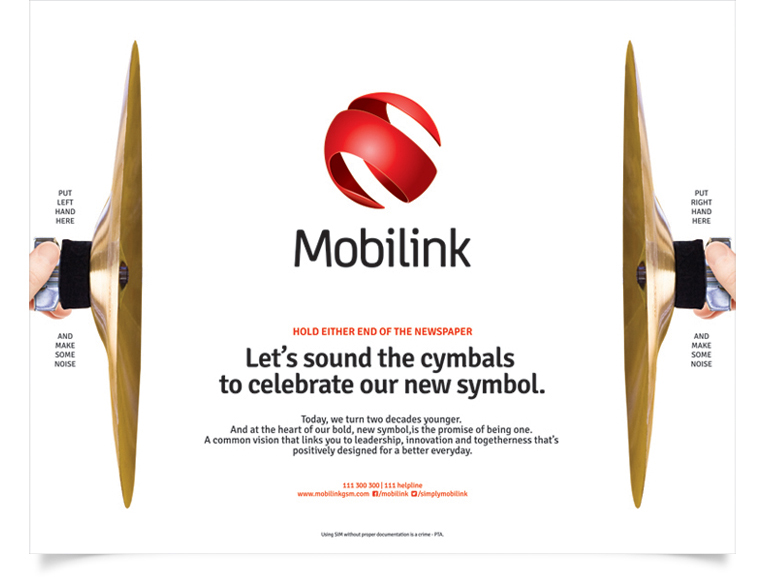 PUT
LEFT
HAND
HERE
PUT
RIGHT
HAND
HERE
Mobilink
AND
MAKE
SOME
NOISE
AND
MAKE
SOME
NOISE
HOLD EITHER END OF THE NEWSPAPER
Let's sound the cymbals
to celebrate our new symbol.
Today, we turn two decades younger.
And at the heart of our bold, new symbol,is the promise of being one.
A common vision that links you to leadership, innovation and togetherness that's
positively designed for a better everyday.
111 300 300 | 111 helpline
www.mobilinkgsm.com /mobilink /simplymobilink
Using SIM without proper documentation is a crime - PTA.